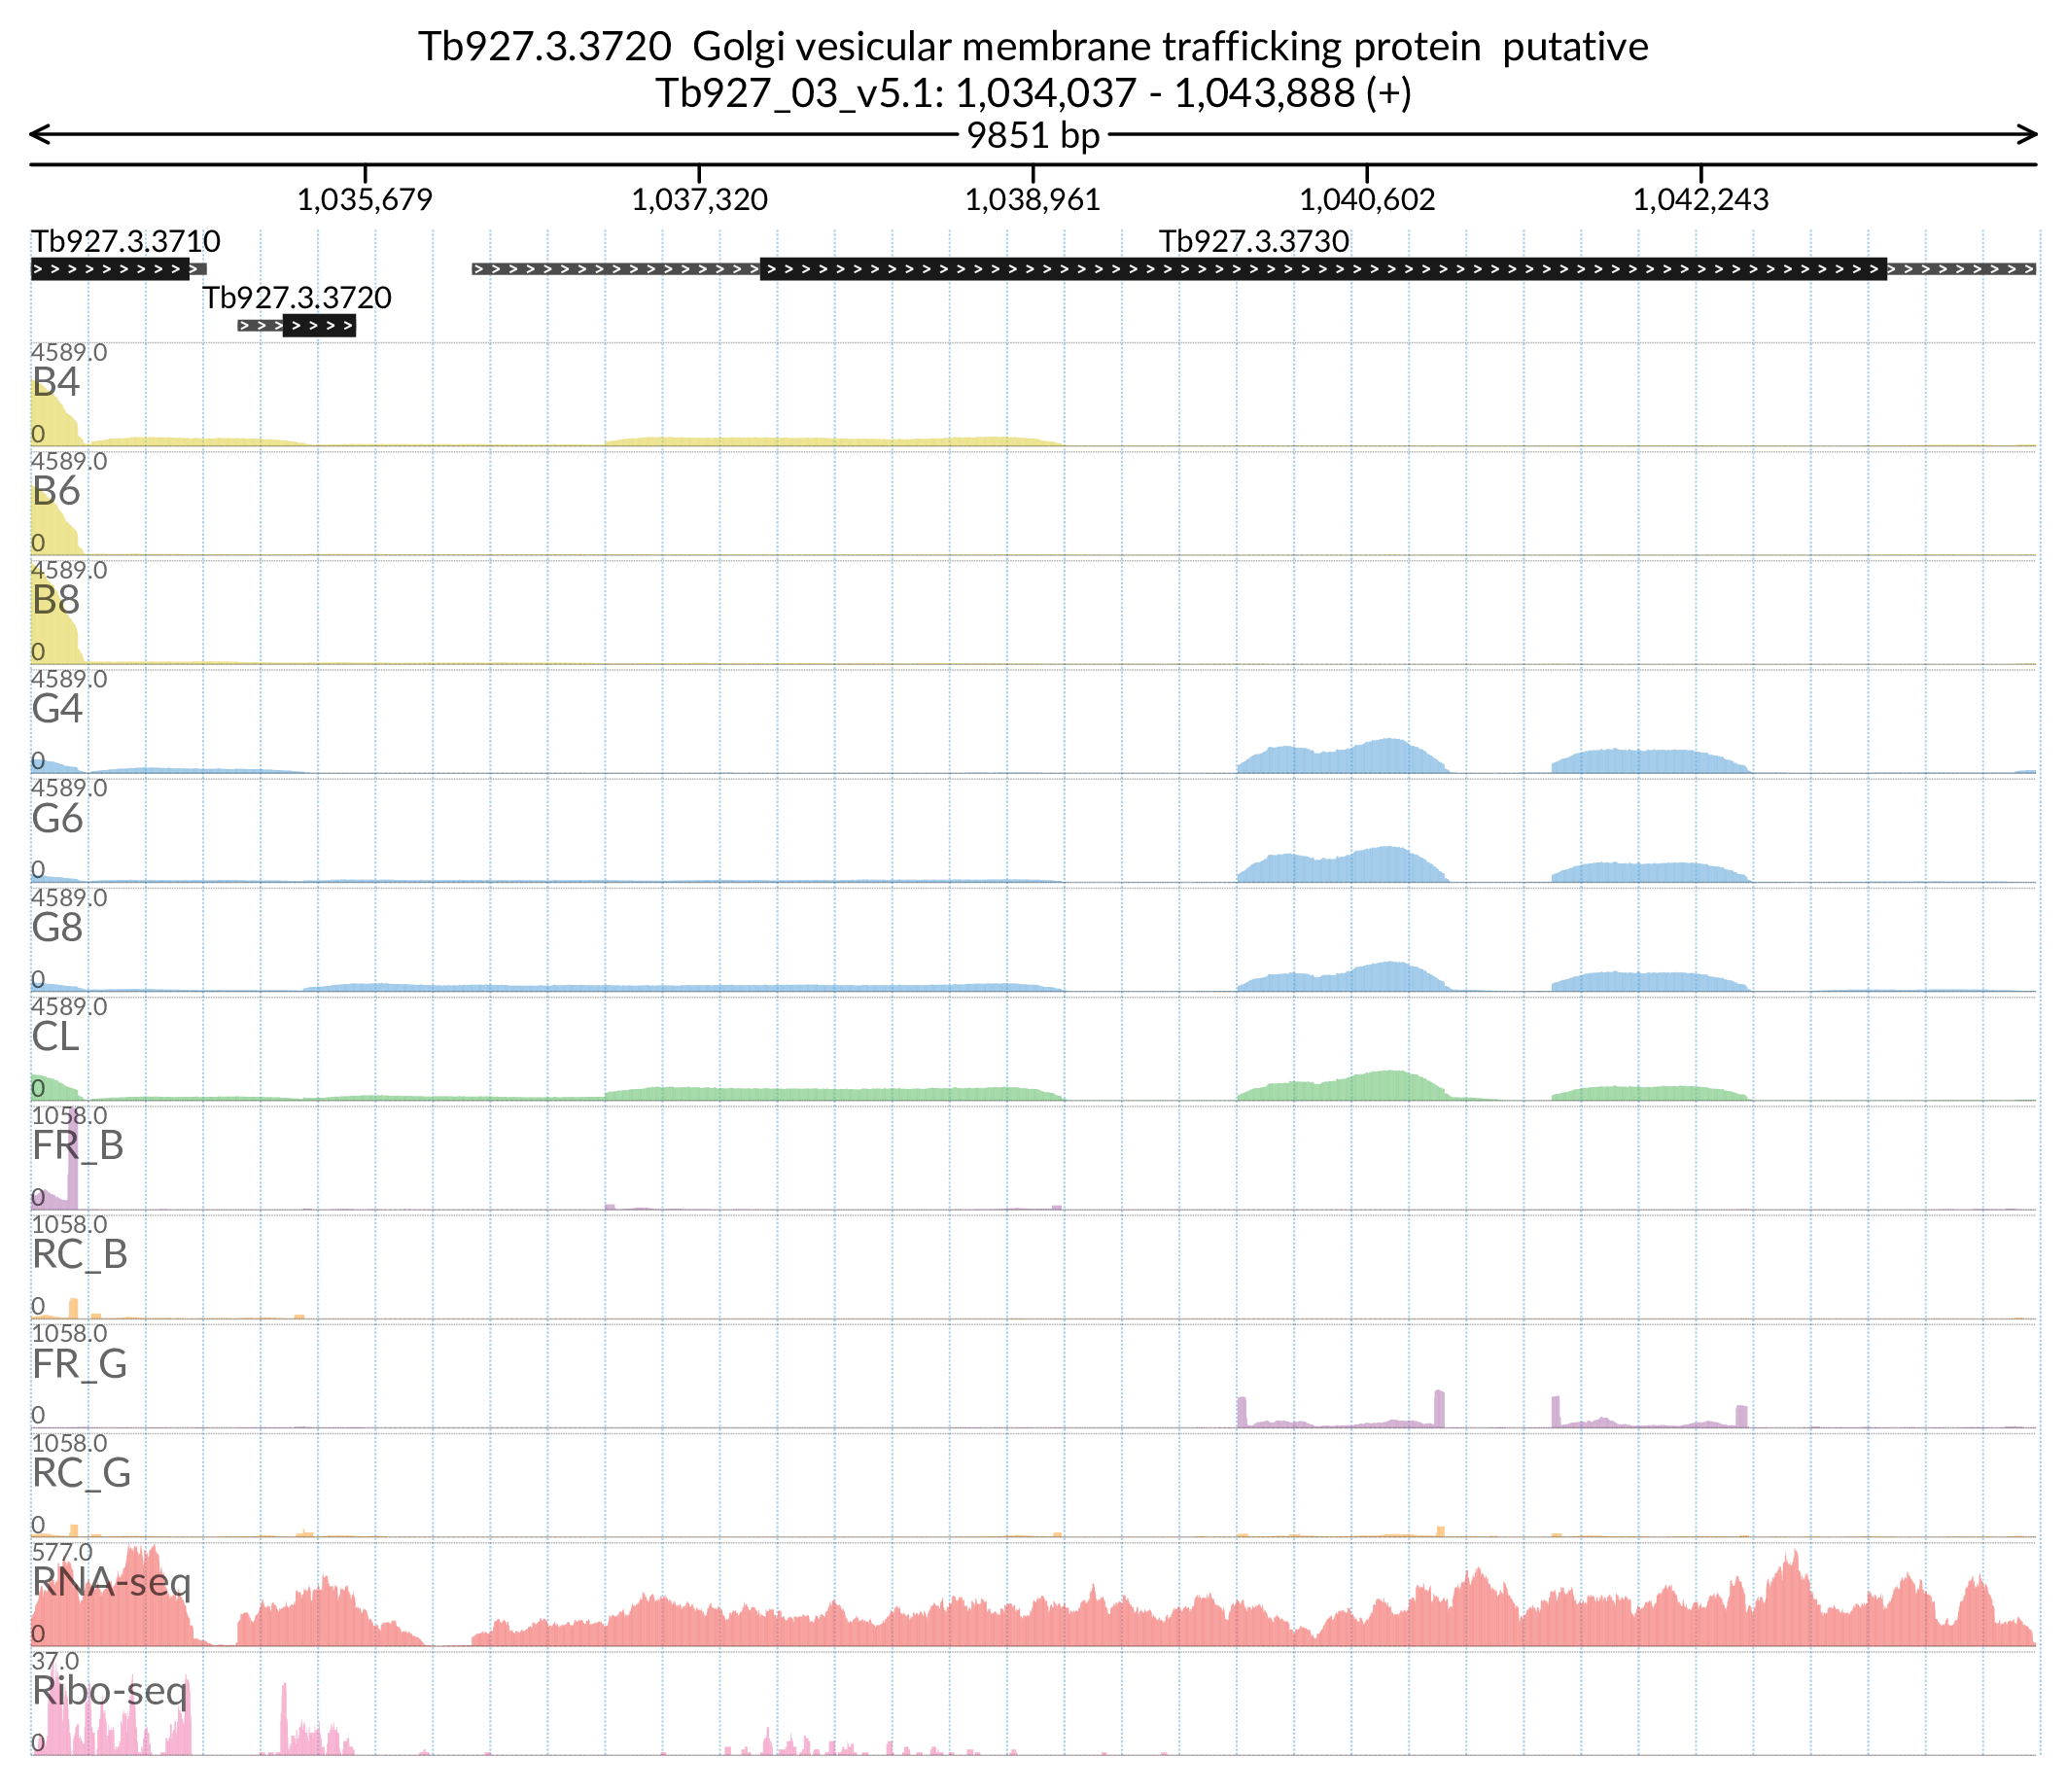 Tb927.3.3720  Golgi vesicular membrane trafficking protein  putative
Tb927_03_v5.1: 1,034,037 - 1,043,888 (+)
9851 bp
1,035,679 1,037,320 1,038,961 1,040,602 1,042,243
Tb927.3.3710 Tb927.3.3730
Tb927.3.3720
4589.0
B4
0
4589.0
B6
0
4589.0
B8
0
4589.0
G4
0
4589.0
G6
0
4589.0
G8
0
4589.0
CL
0
1058.0
FR_B
0
1058.0
RC_B
0
1058.0
FR_G
0
1058.0
RC_G
0
577.0
RNA-seq
0
37.0
Ribo-seq
0